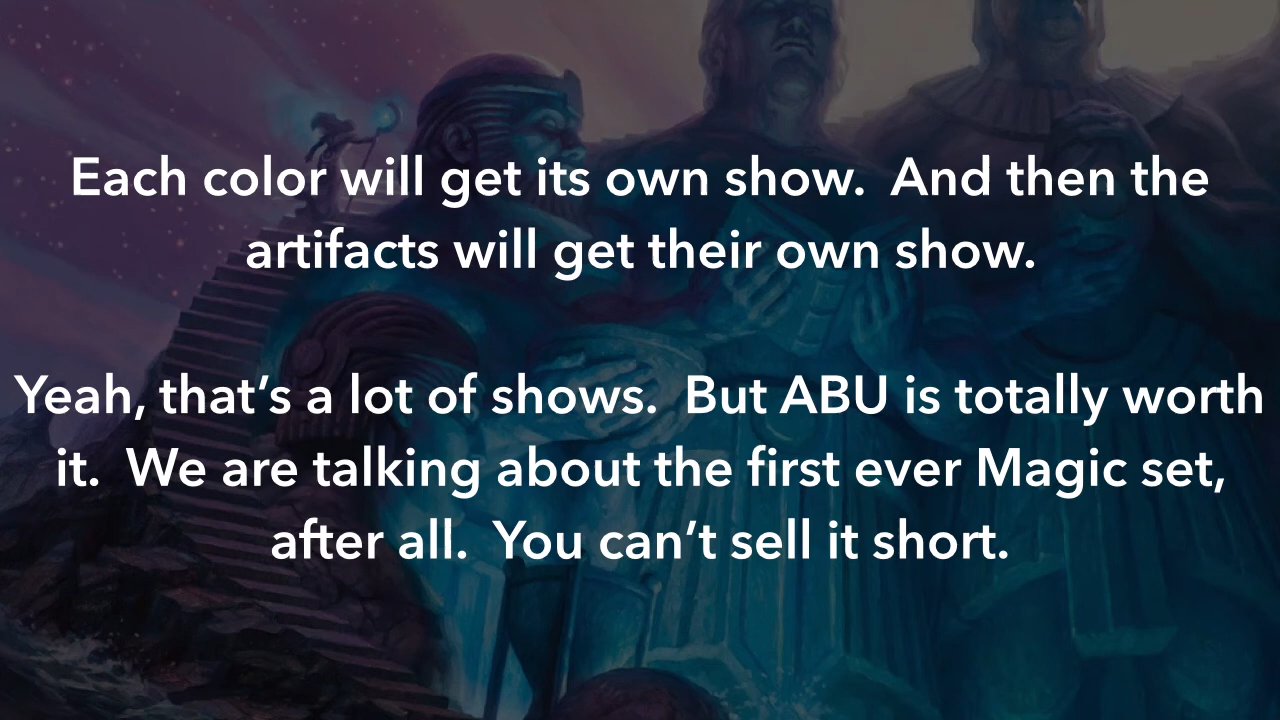 Each color will get its own show.  And then the
artifacts will get their own show.
Yeah, that’s a lot of shows.  But ABU is totally worth
it.  We are talking about the first ever Magic set,
after all.  You can’t sell it short.